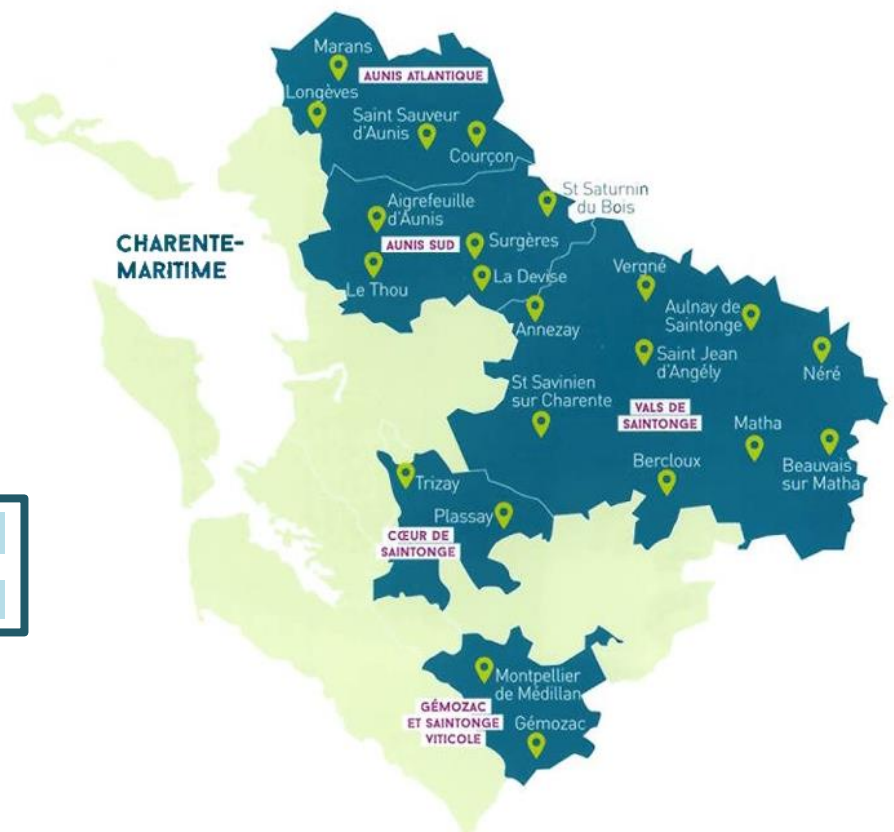 Marans
AUNIS ATLANTIQUE
Longèves
Saint Sauveur
d'Aunis
Courçon
St Saturnin
du Bois
Aigrefeuille
d'Aunis
CHARENTE-
MARITIME
AUNIS SUD
Surgères
Le Thou
La Devise
Vergné
Annezay
Aulnay de
Saintonge
Saint Jean
d'Angély
Néré
St Savinien
sur Charente
VALS DE
SAINTONGE
Matha
Beauvais
sur Matha
Bercloux
Trizay
Plassay
CŒUR DE
SAINTONGE
Montpellier
de Médillan
GÉMOZAC
ET SAINTONGE
VITICOLE
Gémozac